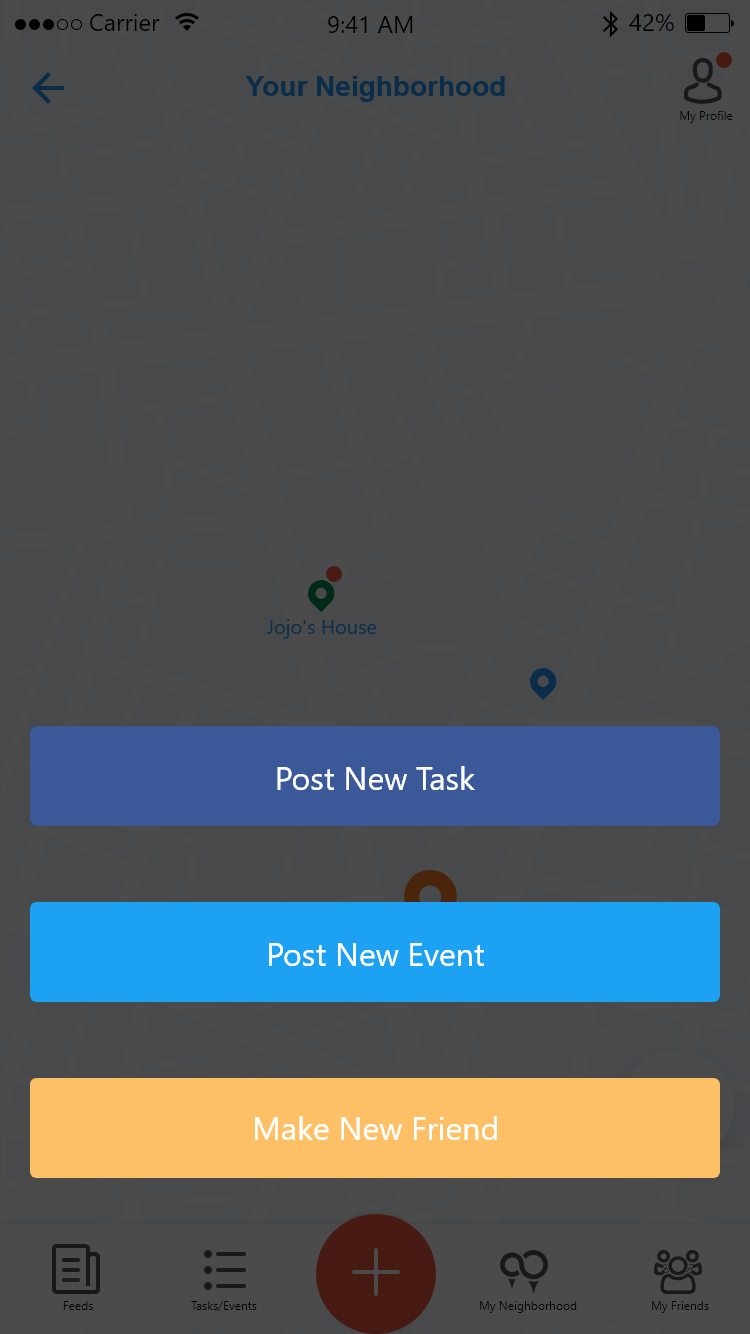 Carrier
9:41 AM
42%
Your Neighborhood
My Profile
Jojo's House
Post New Task
Post New Event
Make New Friend
Feeds
Tasks/Events
My Neighborhood
My Friends